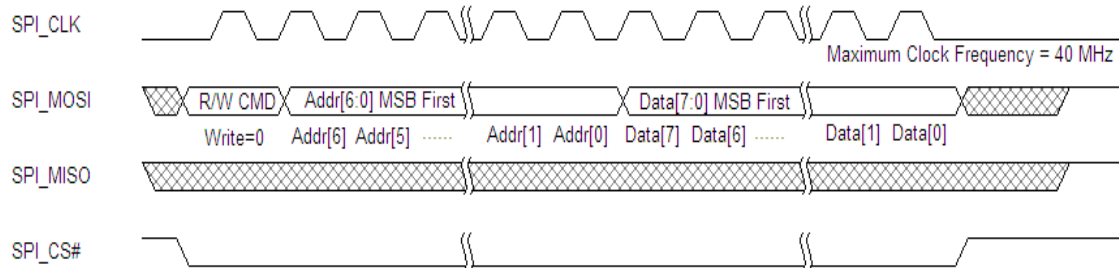 SPI_CLK
Maximum Clock Frequency = 40 MHz
SPI_MOSI R/W CMD Addr[6:0] MSB First Data[7:0] MSB First
Write=0 Addr[6] Addr[5] ...... Addr[1] Addr[0] Data[7] Data[6] ...... Data[1] Data[0]
SPI_MISO
SPI_CS#